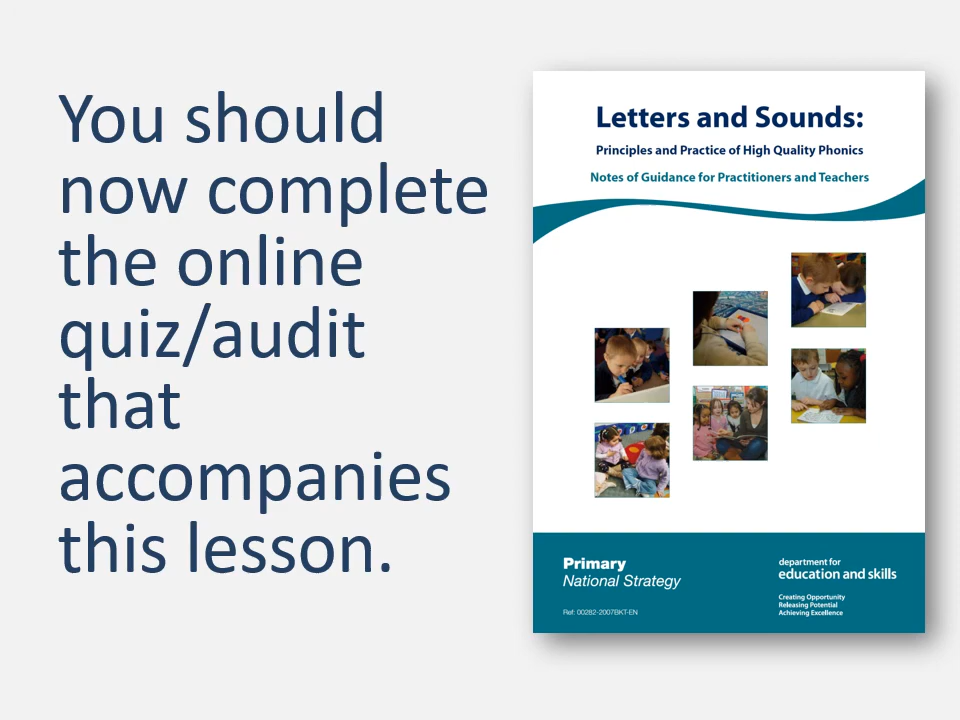 You should
now complete
the online
quiz/audit
that
accompanies
this lesson.
Letters and Sounds:
Principles and Practice of High Quality Phonics
Notes of Guidance for Practitioners and Teachers
Primary
National Strategy
Ref: 00282-2007BKT-EN
department for
education and skills
Creating Opportunity
Releasing Potential
Achieving Excellence